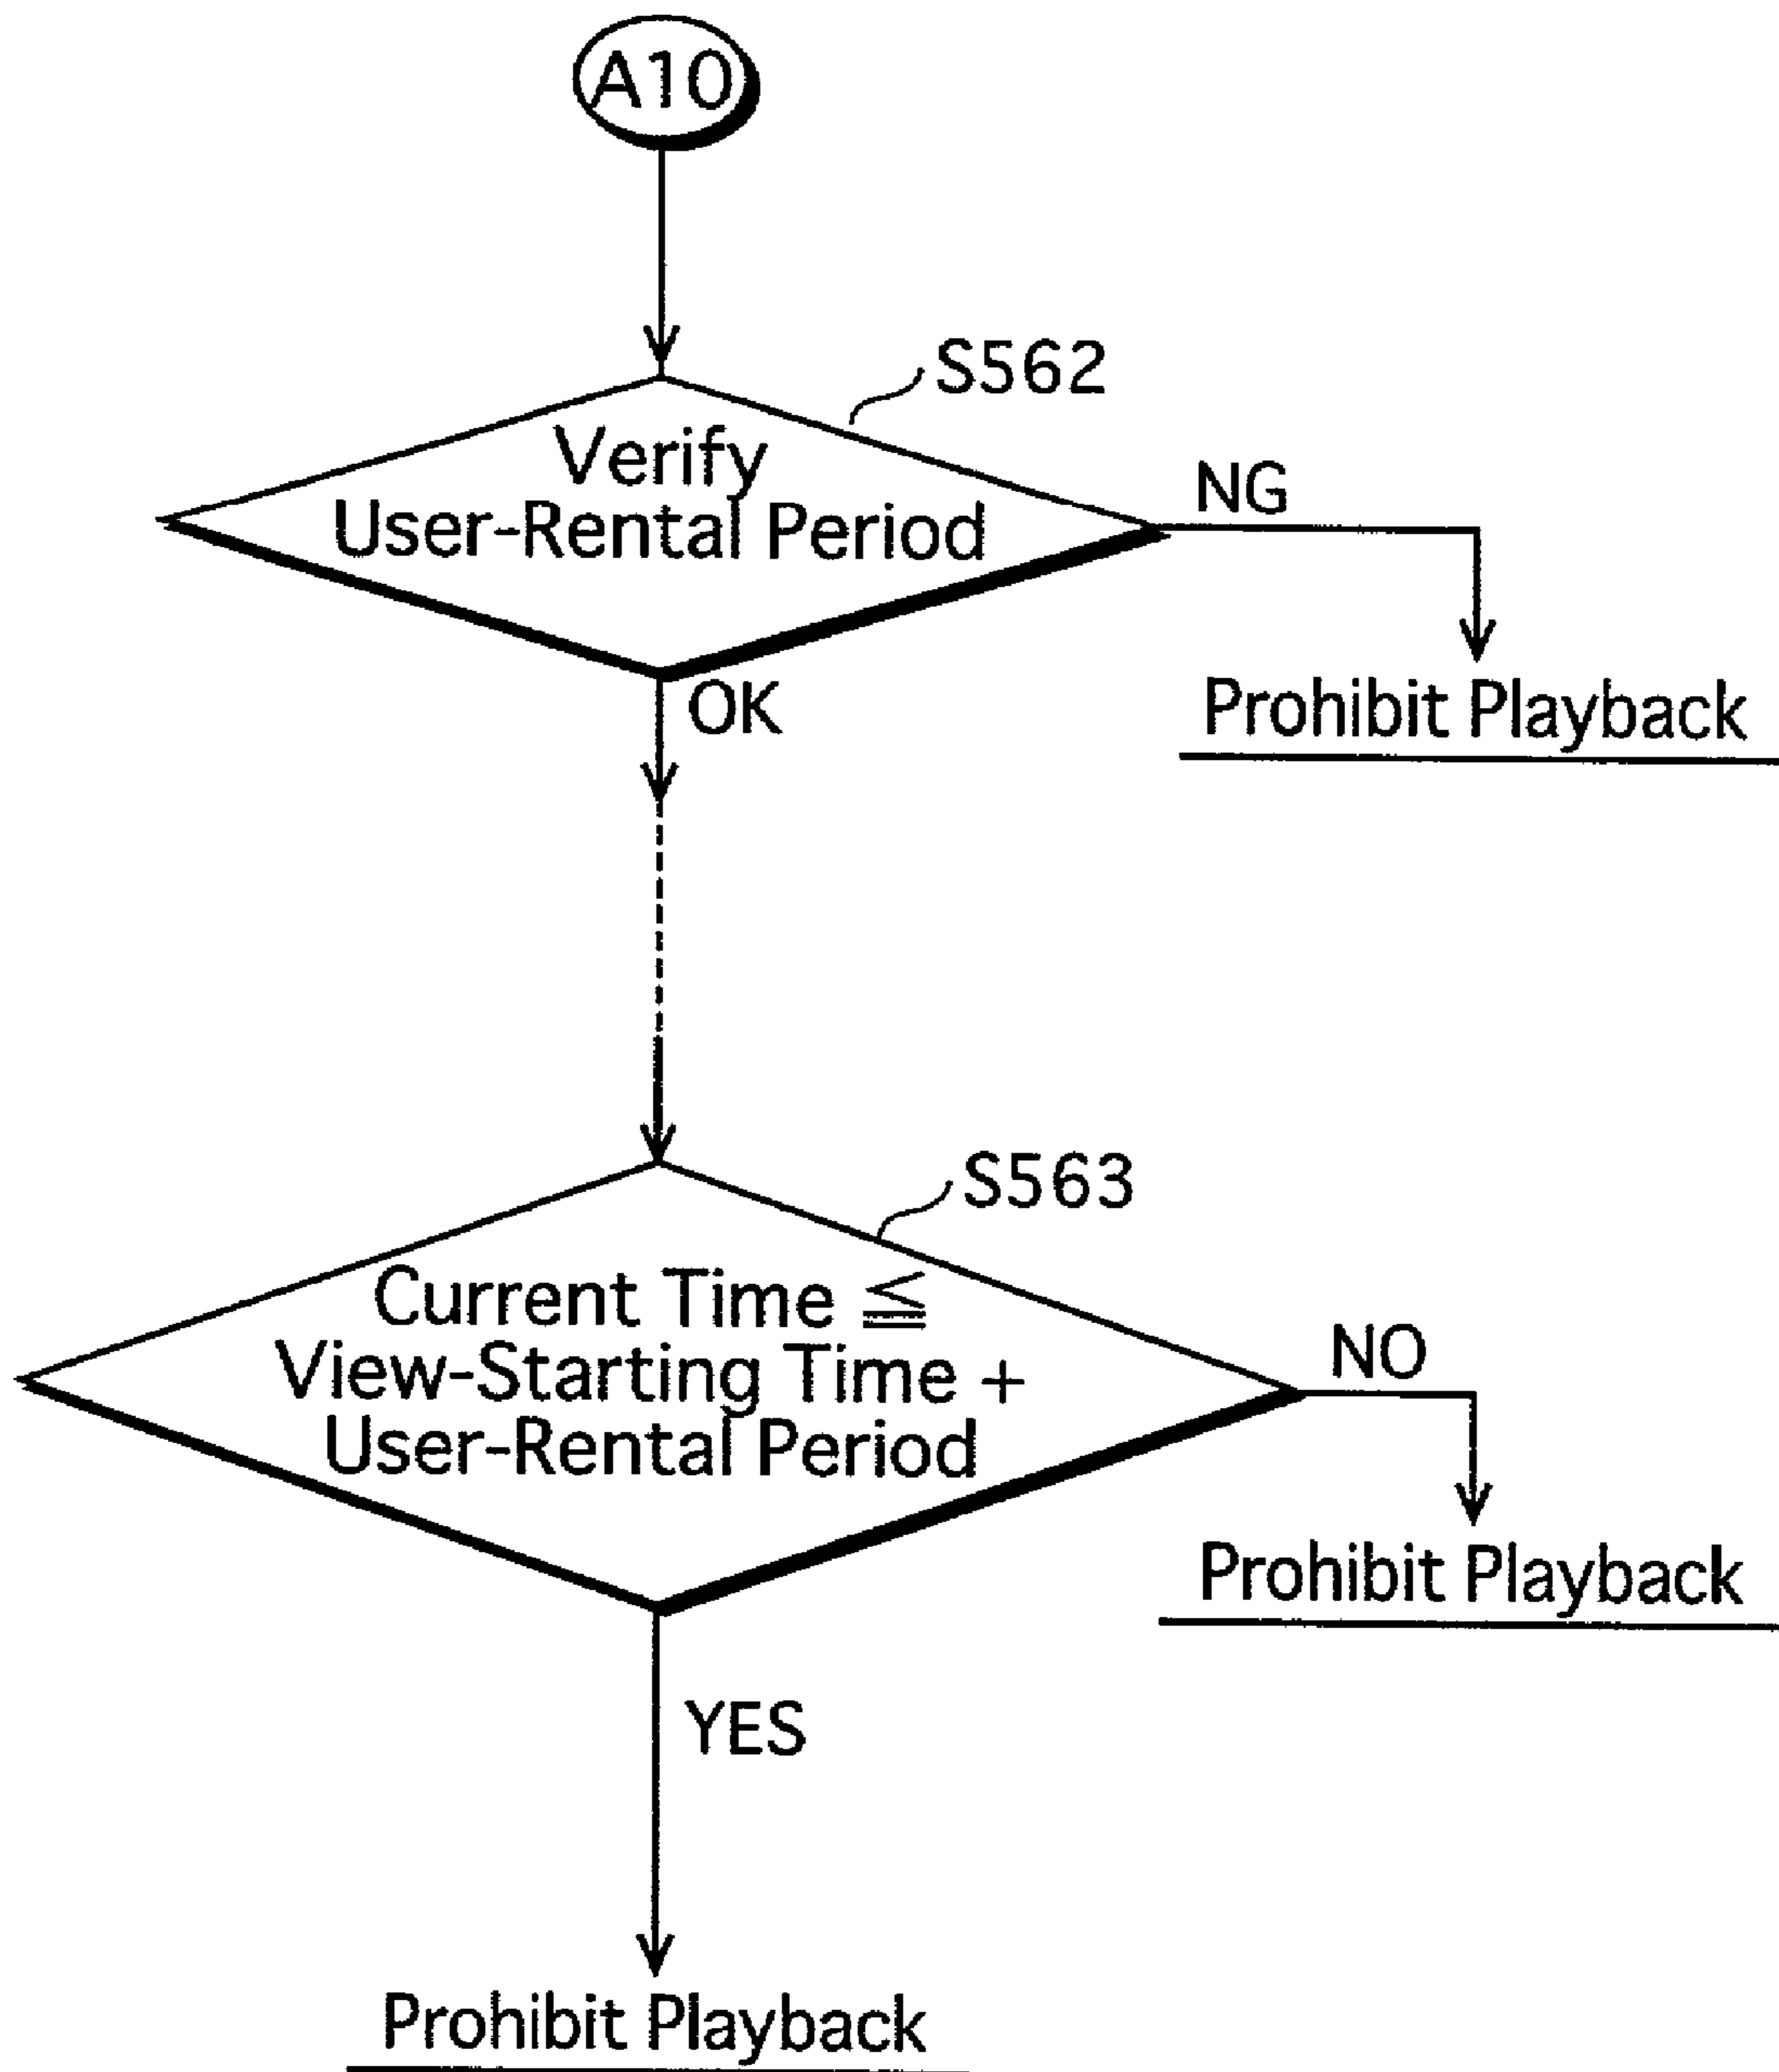 A10
S562
Verify
User-Rental Period
NG
Prohibit Playback
OK
S563
Current Time ≦
View-Starting Time +
User-Rental Period
NO
Prohibit Playback
YES
Prohibit Playback